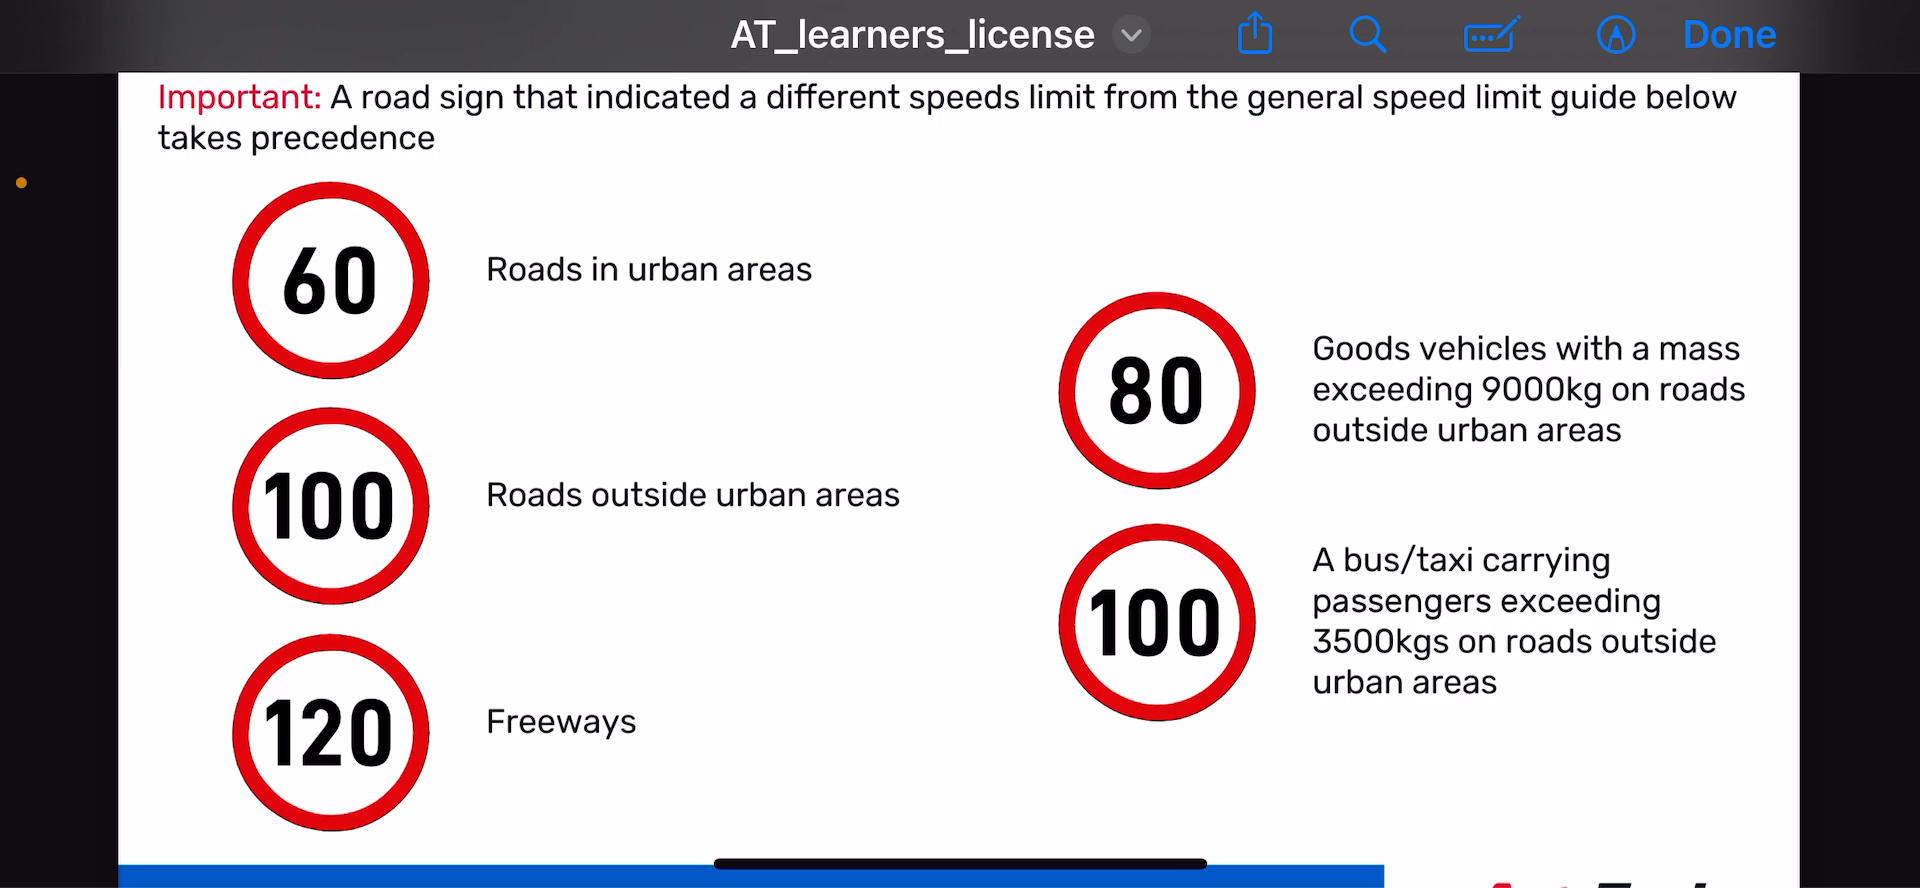 AT_learners_license
Done
Important: A road sign that indicated a different speeds limit from the general speed limit guide below
takes precedence
60
Roads in urban areas
100
Roads outside urban areas
120
Freeways
80
Goods vehicles with a mass
exceeding 9000kg on roads
outside urban areas
100
A bus/taxi carrying
passengers exceeding
3500kgs on roads outside
urban areas